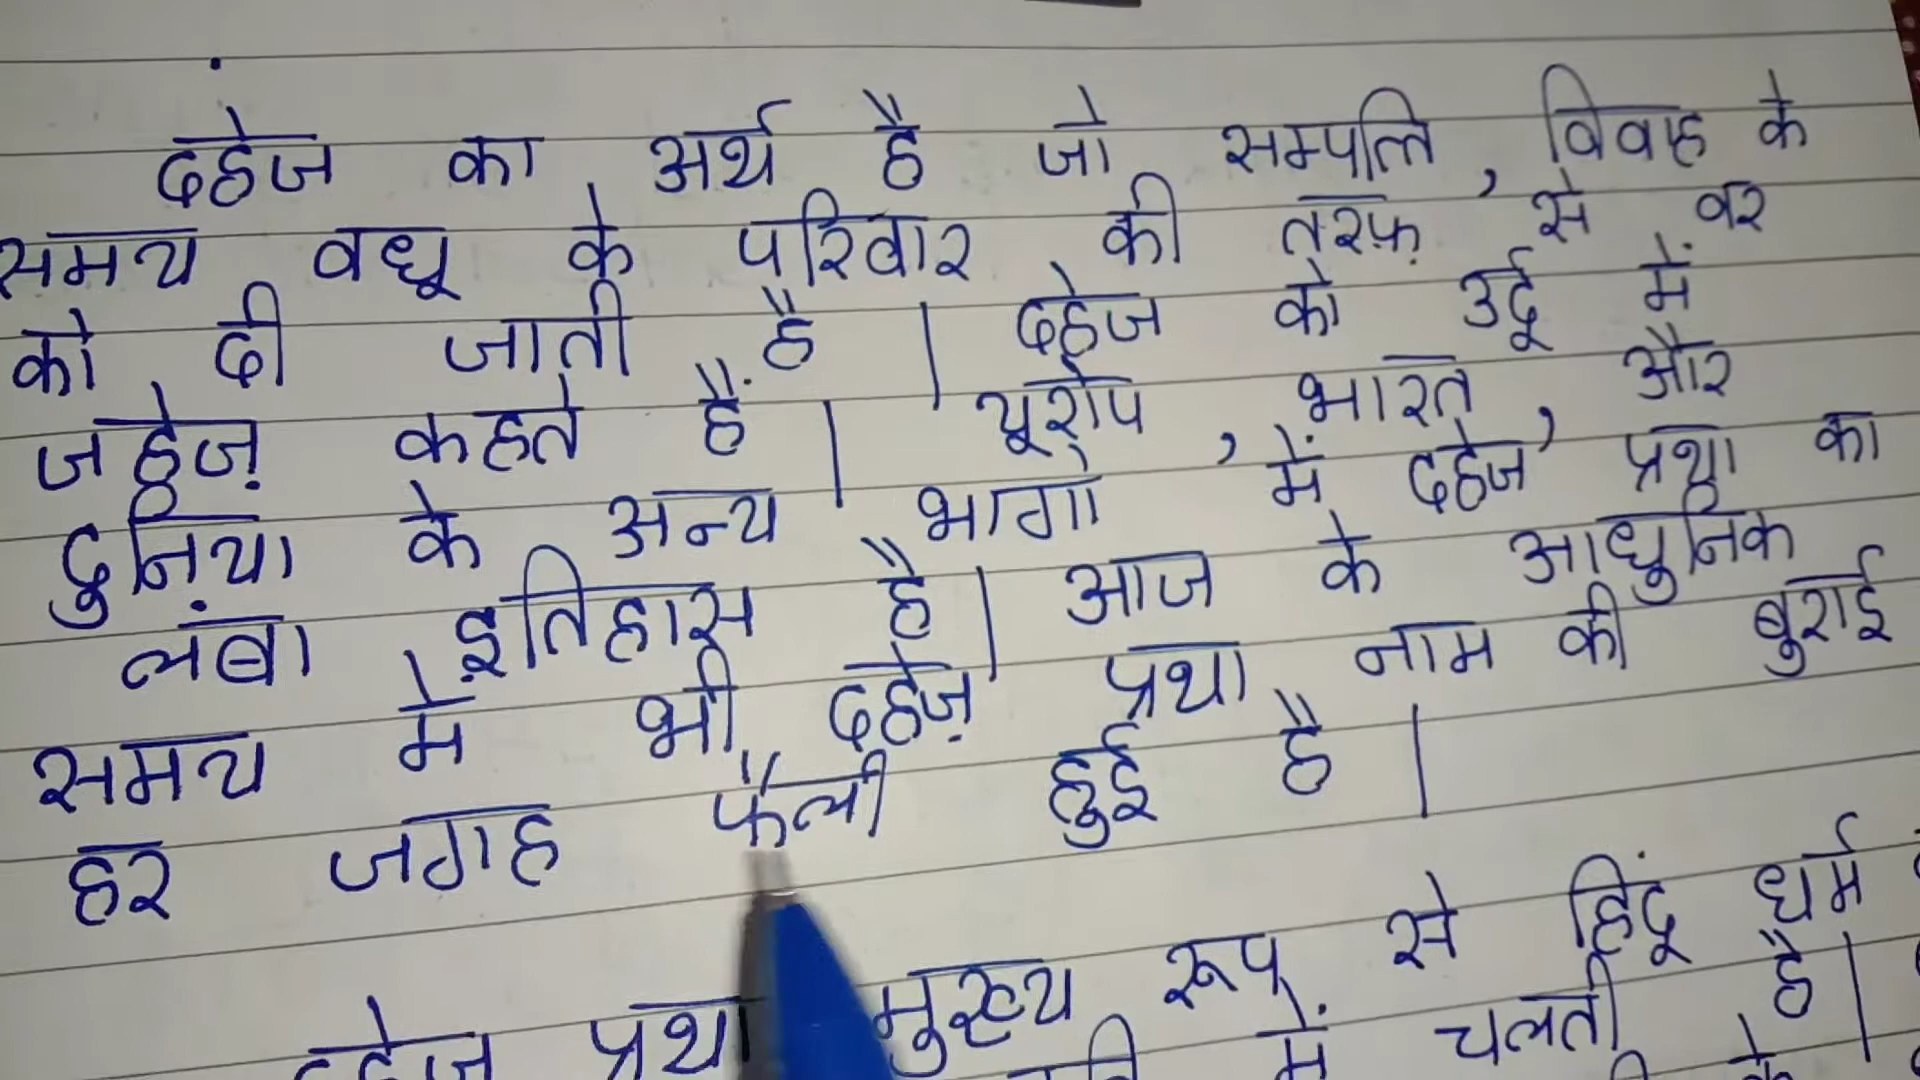 दहेज का अर्थ है जो सम्पत्ति, विवाह के
समय वधू के परिवार की तरफ़ से वर
को दी जाती है । दहेज को उर्दू में
जहेज़ कहते हैं । यूरोप, भारत, और
दुनिया के अन्य भागो में दहेज प्रथा का
लंबा इतिहास है । आज के आधुनिक
समय में भी दहेज़ प्रथा नाम की बुराई
हर जगह फैली हुई है ।
दहेज प्रथा मुख्य रूप से हिंदू धर्म
में चलती है ।